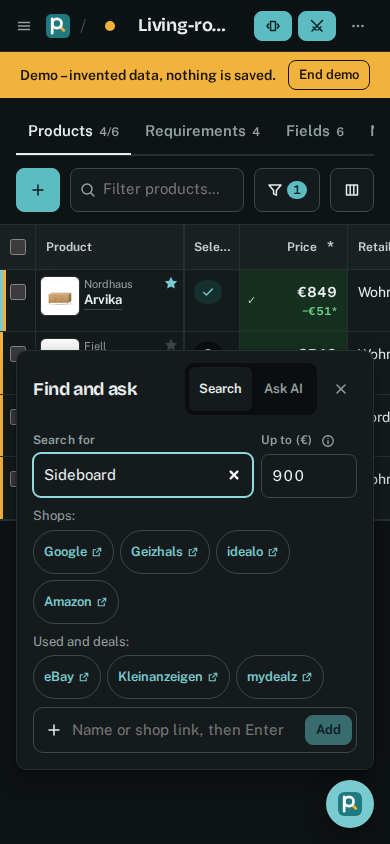 / Living-ro...
Demo – invented data, nothing is saved. End demo
Products 4/6 Requirements 4 Fields 6
Filter products... 1
Product Sele... Price * Retail
Nordhaus
Arvika
✓ €849
−€51*
Wohn
Fjell
Find and ask Search Ask AI
Search for Up to (€)
Sideboard 900
Shops:
Google Geizhals idealo
Amazon
Used and deals:
eBay Kleinanzeigen mydealz
Name or shop link, then Enter Add